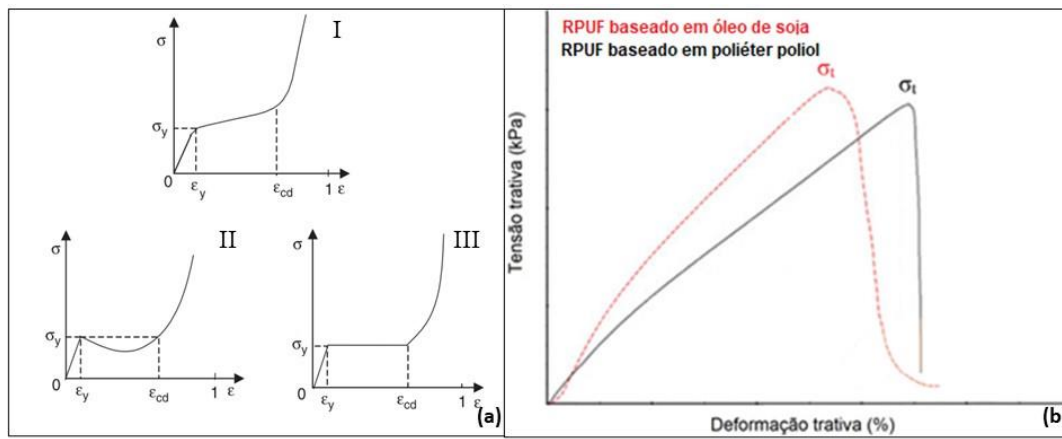 I
σ
σy
0
εy
εcd
1 ε
II
σ
σy
0
εy
εcd
1 ε
III
σ
σy
0
εy
εcd
1 ε
(a)
RPUF baseado em óleo de soja
RPUF baseado em poliéter poliol
σt
σt
Tensão trativa (kPa)
Deformação trativa (%)
(b